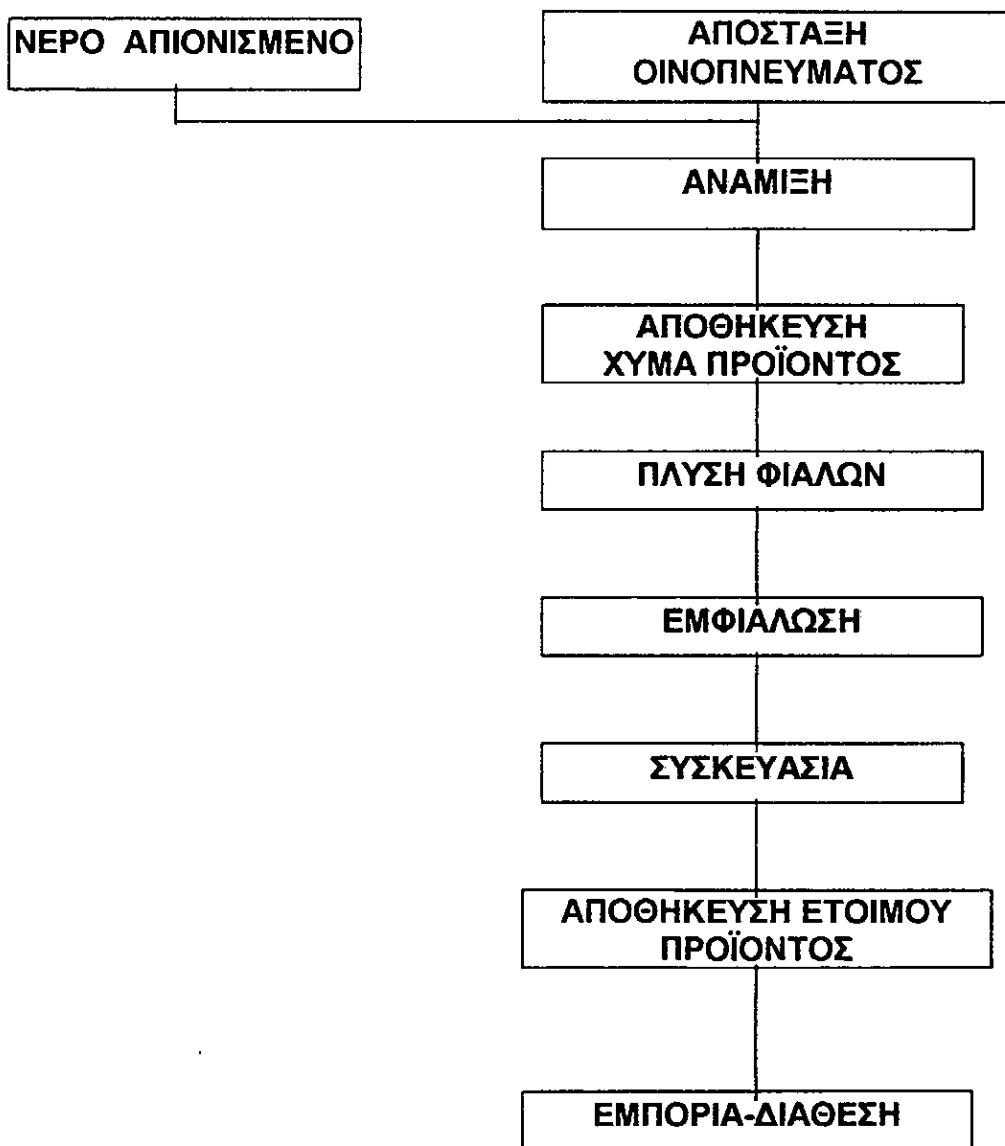 ΝΕΡΟ ΑΠΙΟΝΙΣΜΕΝΟ
ΑΠΟΣΤΑΞΗ
ΟΙΝΟΠΝΕΥΜΑΤΟΣ
ΑΝΑΜΙΞΗ
ΑΠΟΘΗΚΕΥΣΗ
ΧΥΜΑ ΠΡΟΪΟΝΤΟΣ
ΠΛΥΣΗ ΦΙΑΛΩΝ
ΕΜΦΙΑΛΩΣΗ
ΣΥΣΚΕΥΑΣΙΑ
ΑΠΟΘΗΚΕΥΣΗ ΕΤΟΙΜΟΥ
ΠΡΟΪΟΝΤΟΣ
ΕΜΠΟΡΙΑ-ΔΙΑΘΕΣΗ